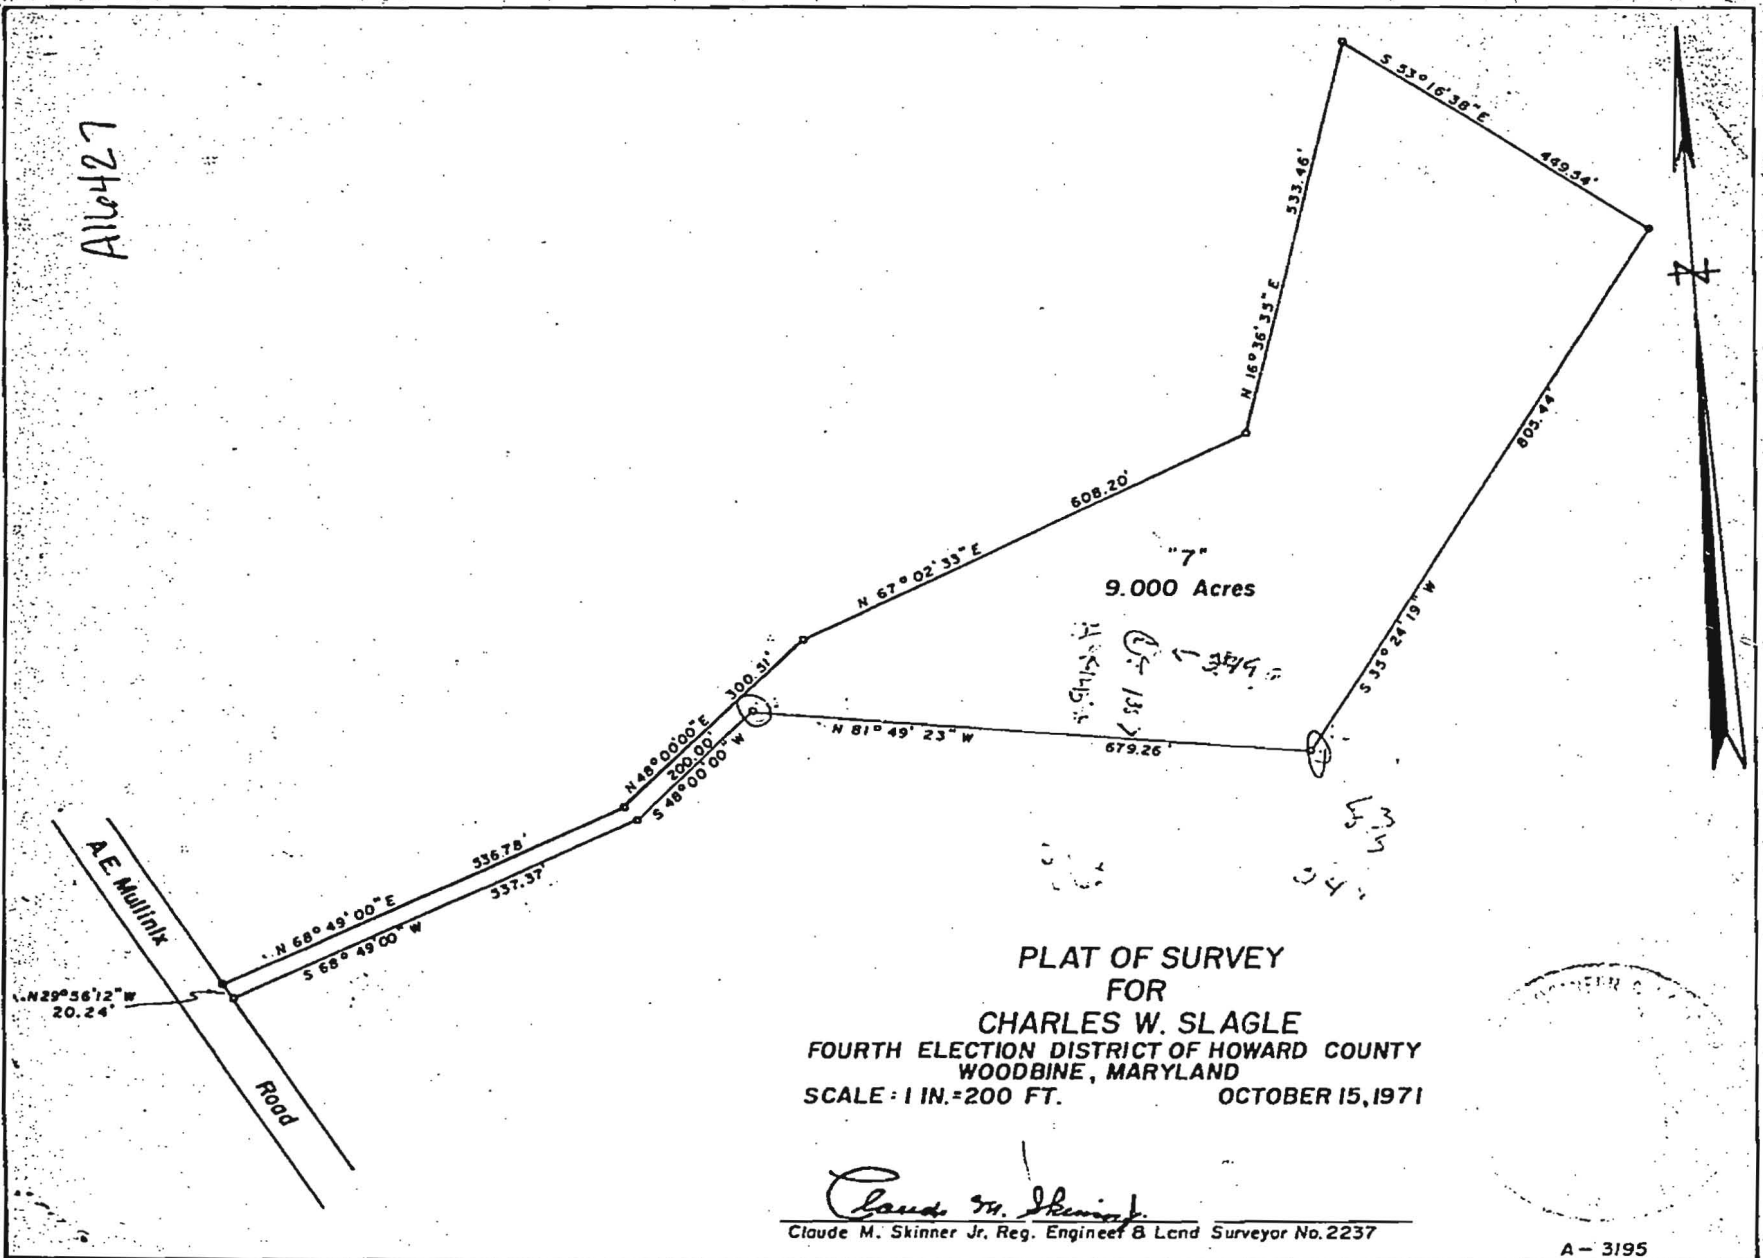 A116427
S 53° 16' 38" E
449.54'
533.46'
N 16° 36' 35" E
805.44'
S 35° 24' 19" W
608.20'
N 67° 02' 33" E
"7"
9.000 Acres
300.31'
N 48° 00' 00" E
200.00'
S 48° 00' 00" W
N 81° 49' 23" W
679.26'
536.78'
N 68° 49' 00" E
537.37'
S 68° 49' 00" W
A.E. Mullinix
Road
N 29° 56' 12" W
20.24'
PLAT OF SURVEY
FOR
CHARLES W. SLAGLE
FOURTH ELECTION DISTRICT OF HOWARD COUNTY
WOODBINE, MARYLAND
SCALE : 1 IN.=200 FT. OCTOBER 15, 1971
Claude M. Skinner Jr.
Claude M. Skinner Jr. Reg. Engineer & Land Surveyor No. 2237
A - 3195